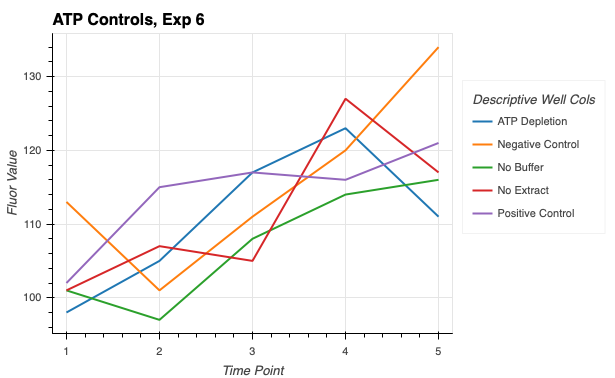 ATP Controls, Exp 6
Fluor Value
130
120
110
100
1 2 3 4 5
Time Point
Descriptive Well Cols
ATP Depletion
Negative Control
No Buffer
No Extract
Positive Control